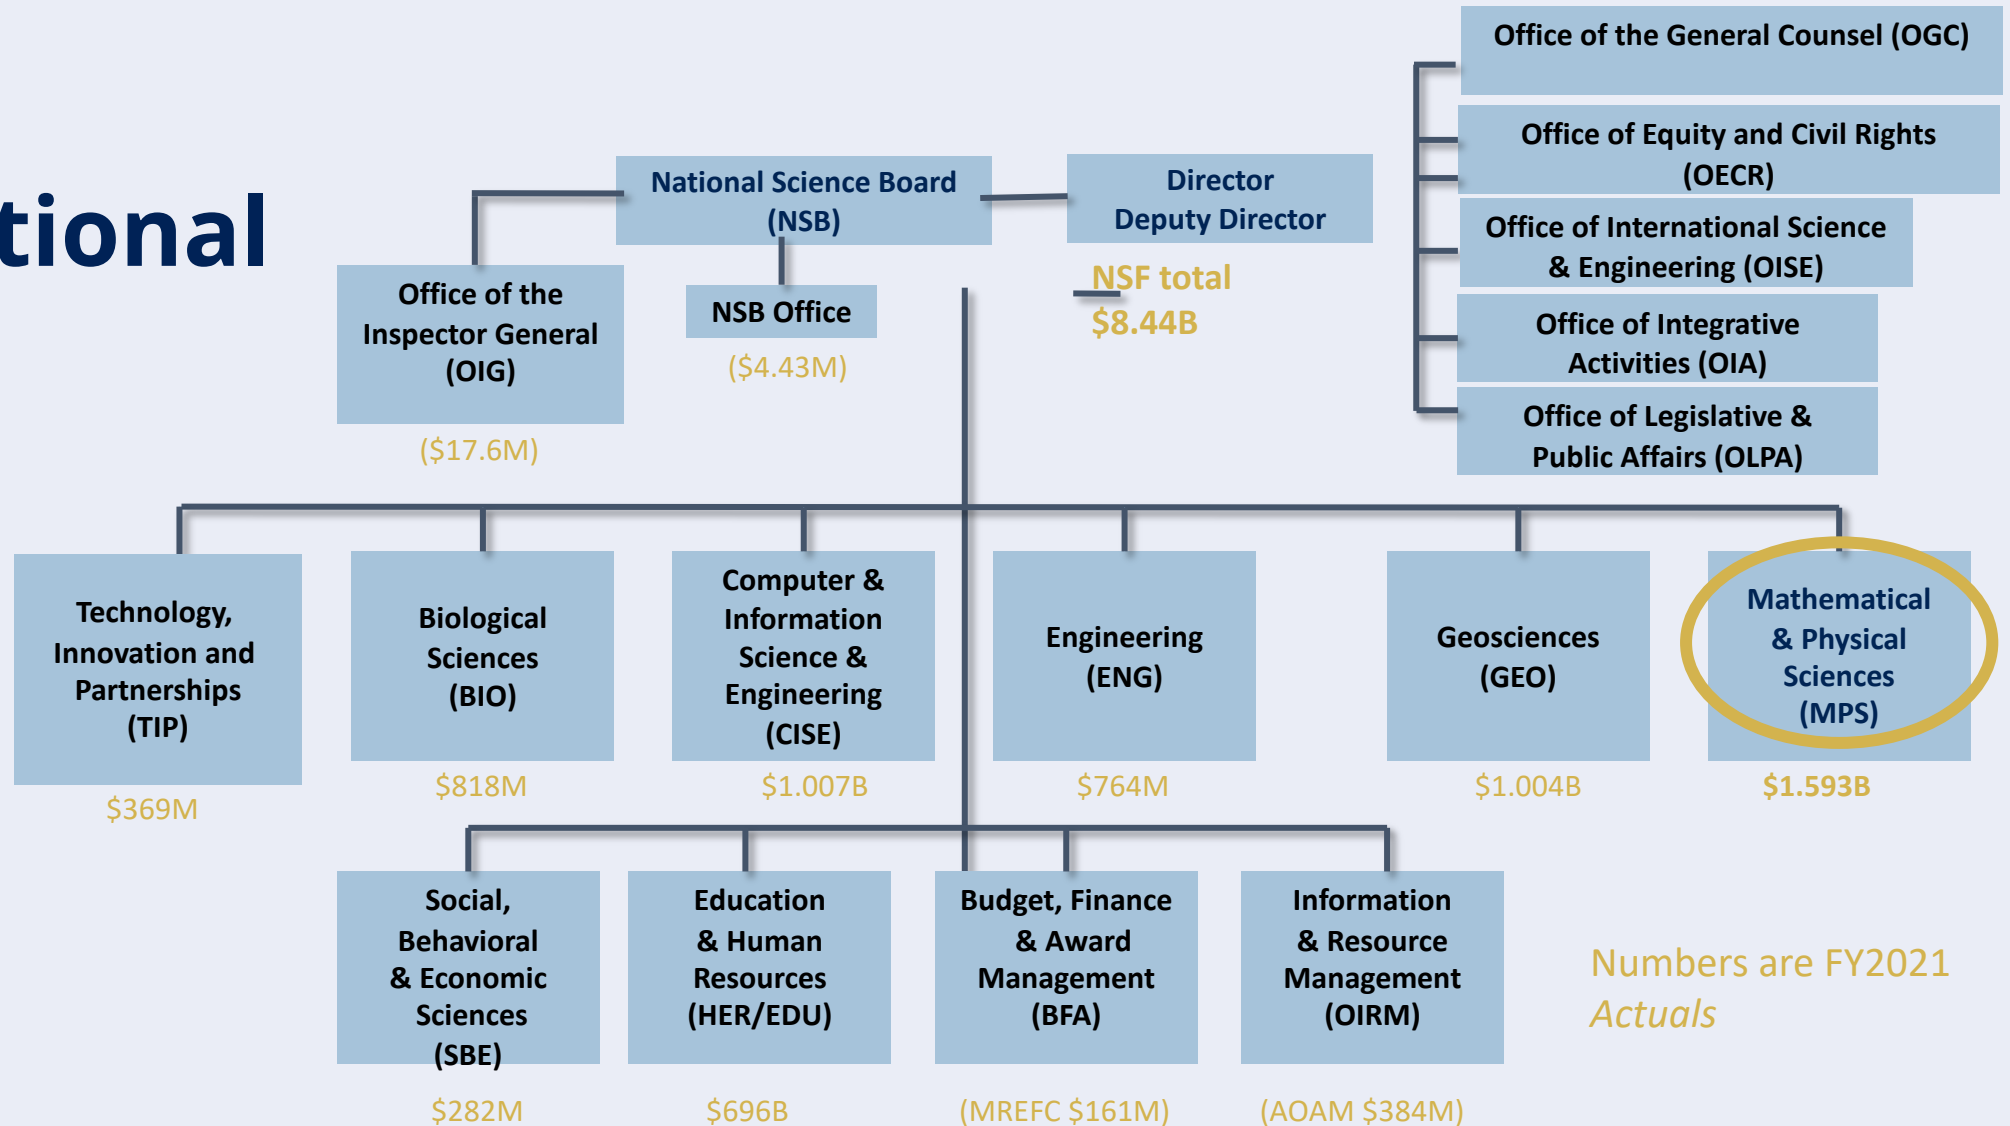 tional
National Science Board
(NSB)
Director
Deputy Director
NSF total
$8.44B
Office of the General Counsel (OGC)
Office of Equity and Civil Rights
(OECR)
Office of International Science
& Engineering (OISE)
Office of Integrative
Activities (OIA)
Office of Legislative &
Public Affairs (OLPA)
Office of the
Inspector General
(OIG)
($17.6M)
NSB Office
($4.43M)
Technology,
Innovation and
Partnerships
(TIP)
$369M
Biological
Sciences
(BIO)
$818M
Computer &
Information
Science &
Engineering
(CISE)
$1.007B
Engineering
(ENG)
$764M
Geosciences
(GEO)
$1.004B
Mathematical
& Physical
Sciences
(MPS)
$1.593B
Social,
Behavioral
& Economic
Sciences
(SBE)
$282M
Education
& Human
Resources
(HER/EDU)
$696B
Budget, Finance
& Award
Management
(BFA)
(MREFC $161M)
Information
& Resource
Management
(OIRM)
(AOAM $384M)
Numbers are FY2021
Actuals